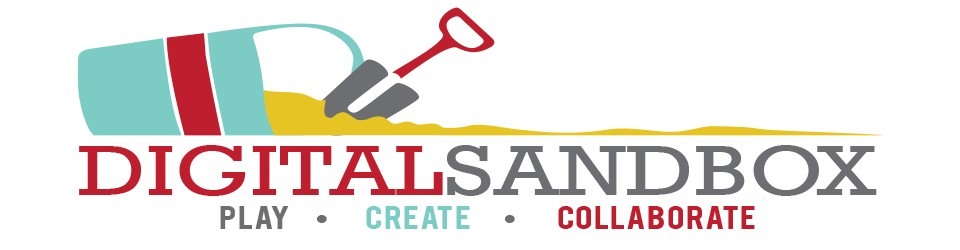 DIGITALSANDBOX
PLAY • CREATE • COLLABORATE